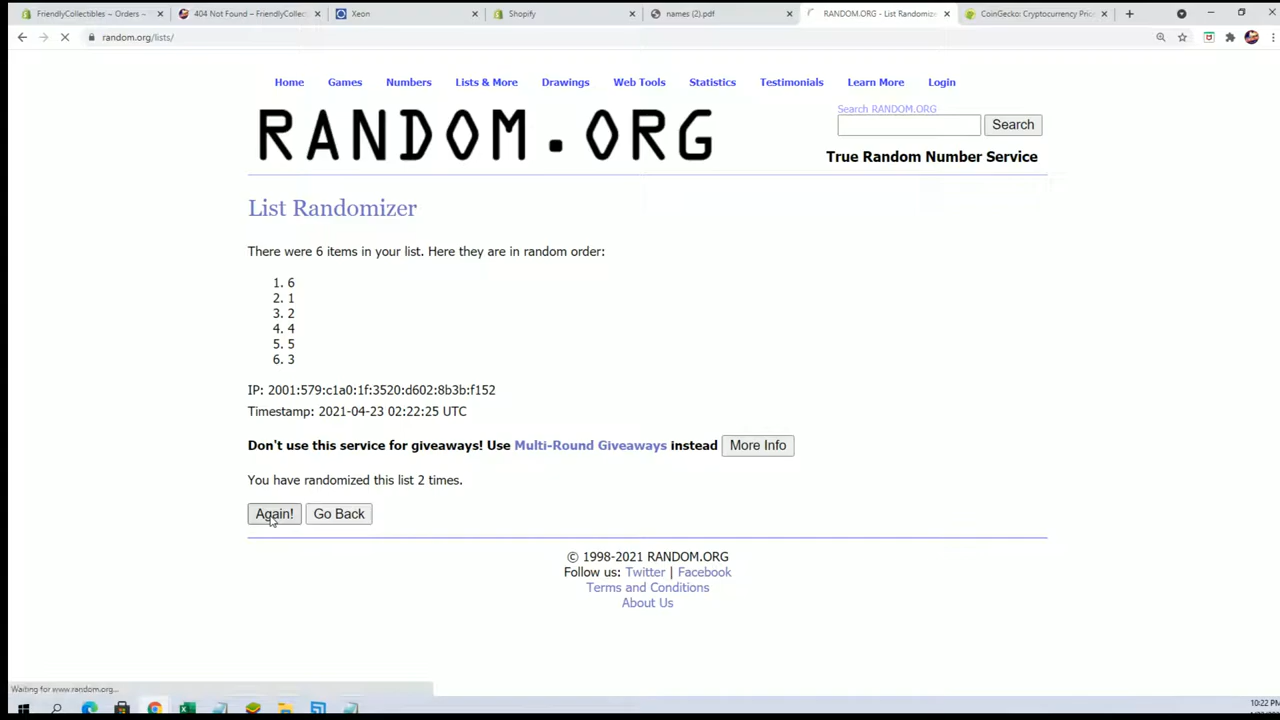 FriendlyCollectibles ~ Orders ~
404 Not Found – FriendlyCollect
Xeon
Shopify
names (2).pdf
RANDOM.ORG - List Randomize
CoinGecko: Cryptocurrency Price
random.org/lists/
Home Games Numbers Lists & More Drawings Web Tools Statistics Testimonials Learn More Login
RANDOM.ORG
Search RANDOM.ORG
Search
True Random Number Service
List Randomizer
There were 6 items in your list. Here they are in random order:
1. 6
2. 1
3. 2
4. 4
5. 5
6. 3
IP: 2001:579:c1a0:1f:3520:d602:8b3b:f152
Timestamp: 2021-04-23 02:22:25 UTC
Don't use this service for giveaways! Use Multi-Round Giveaways instead More Info
You have randomized this list 2 times.
Again! Go Back
© 1998-2021 RANDOM.ORG
Follow us: Twitter | Facebook
Terms and Conditions
About Us
Waiting for www.random.org...
10:22 PM